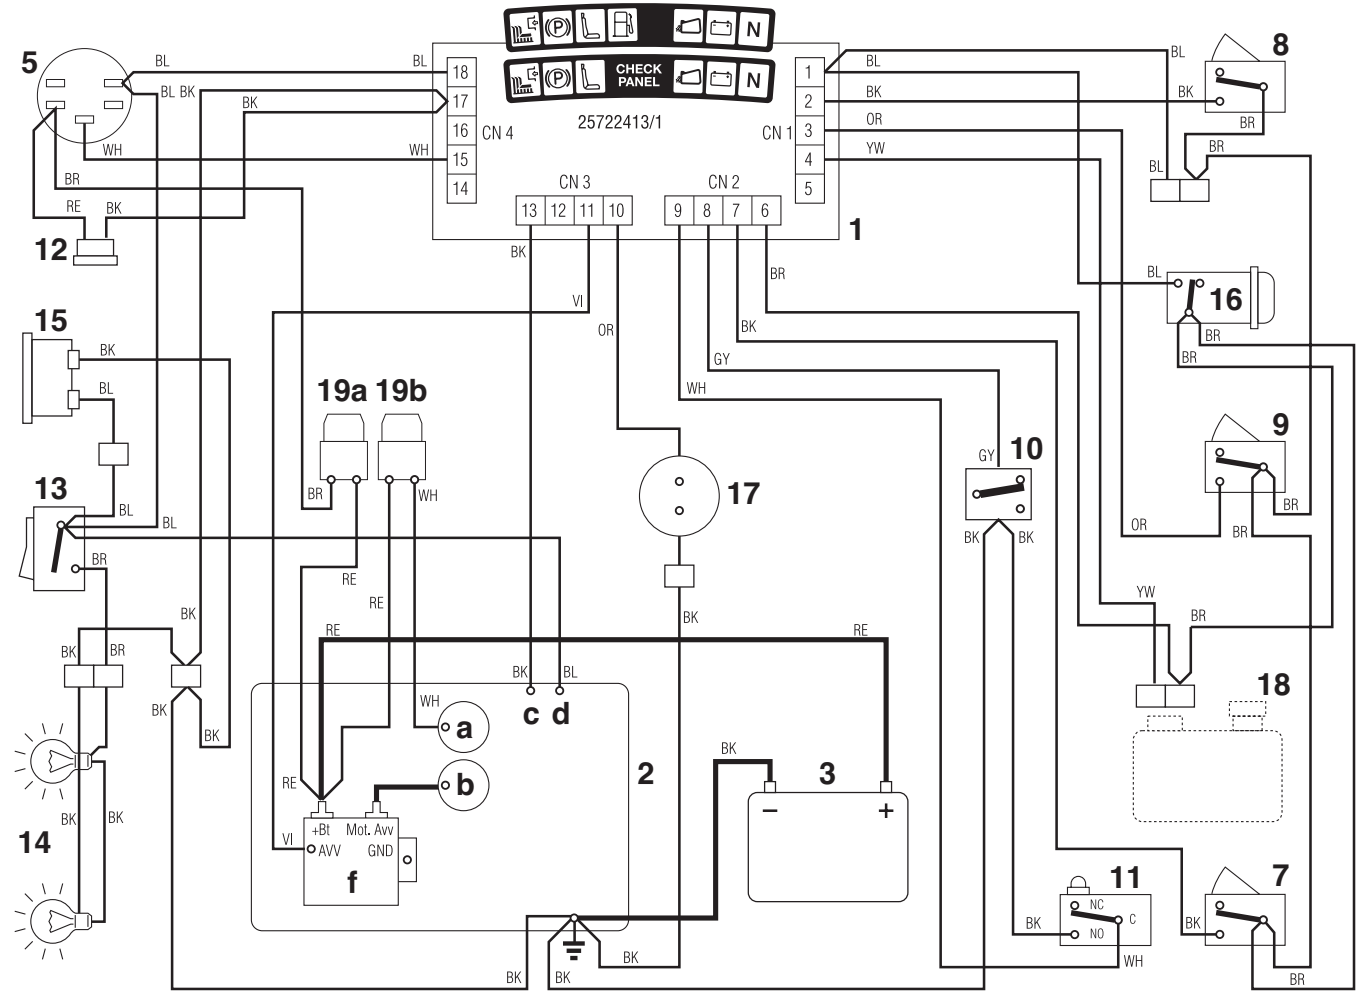 P
N
P
CHECK
PANEL
N
5
BL
BL
18
1
BL
BL
8
BL
BK
BK
17
2
BK
BK
16
CN 4
25722413/1
CN 1
3
OR
BR
WH
WH
15
4
YW
BR
BR
14
CN 3
CN 2
5
BL
RE
BK
13
12
11
10
9
8
7
6
1
12
BK
BR
BL
16
15
VI
OR
BK
BR
BK
GY
BR
BL
19a
19b
WH
9
GY
10
13
BR
WH
17
BR
BL
BL
OR
BR
BR
BK
BK
RE
RE
YW
BK
BK
BR
BK
BR
RE
RE
BK
BL
18
BK
WH
a
c
d
BK
BK
2
3
RE
b
–
+
BK
BK
14
+Bt
Mot. Avv
VI
AVV
GND
f
11
7
NC
C
BK
NO
BK
WH
BK
BK
BK
BR